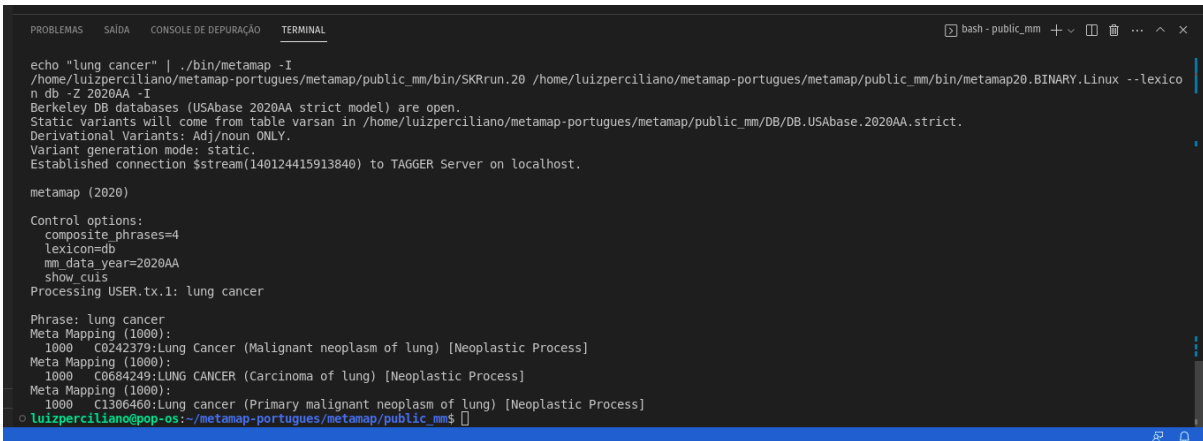 PROBLEMAS SAÍDA CONSOLE DE DEPURAÇÃO TERMINAL bash - public_mm
echo "lung cancer" | ./bin/metamap -I
/home/luizperciliano/metamap-portugues/metamap/public_mm/bin/SKRrun.20 /home/luizperciliano/metamap-portugues/metamap/public_mm/bin/metamap20.BINARY.Linux --lexico
n db -Z 2020AA -I
Berkeley DB databases (USAbase 2020AA strict model) are open.
Static variants will come from table varsan in /home/luizperciliano/metamap-portugues/metamap/public_mm/DB/DB.USAbase.2020AA.strict.
Derivational Variants: Adj/noun ONLY.
Variant generation mode: static.
Established connection $stream(140124415913840) to TAGGER Server on localhost.
metamap (2020)
Control options:
composite_phrases=4
lexicon=db
mm_data_year=2020AA
show_cuis
Processing USER.tx.1: lung cancer
Phrase: lung cancer
Meta Mapping (1000):
1000 C0242379:Lung Cancer (Malignant neoplasm of lung) [Neoplastic Process]
Meta Mapping (1000):
1000 C0684249:LUNG CANCER (Carcinoma of lung) [Neoplastic Process]
Meta Mapping (1000):
1000 C1306460:Lung cancer (Primary malignant neoplasm of lung) [Neoplastic Process]
luizperciliano@pop-os:~/metamap-portugues/metamap/public_mm$